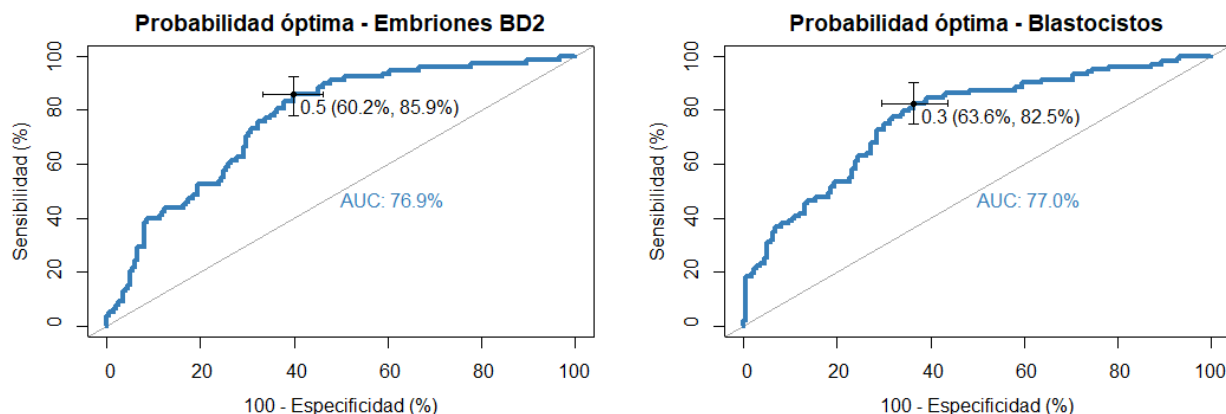 Probabilidad óptima - Embriones BD2
Sensibilidad (%)
100
80
60
40
20
0
0.5 (60.2%, 85.9%)
AUC: 76.9%
0 20 40 60 80 100
100 - Especificidad (%)
Probabilidad óptima - Blastocistos
Sensibilidad (%)
100
80
60
40
20
0
0.3 (63.6%, 82.5%)
AUC: 77.0%
0 20 40 60 80 100
100 - Especificidad (%)